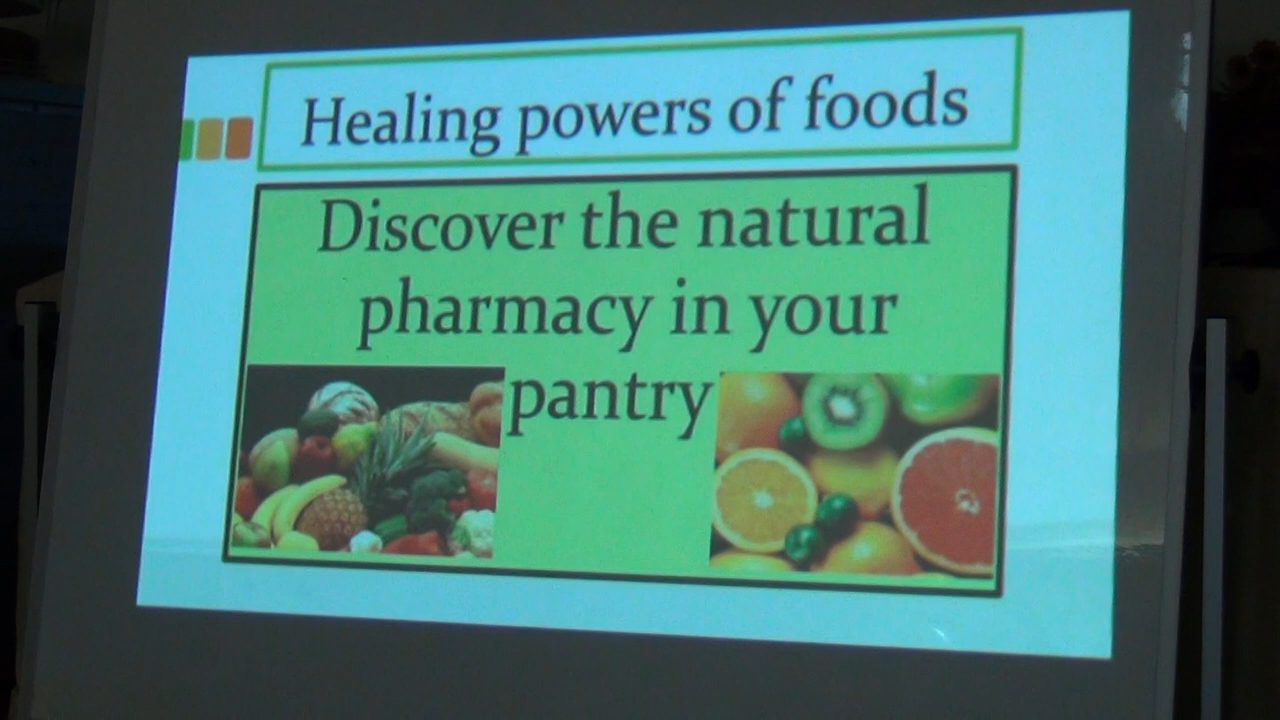 Healing powers of foods
Discover the natural
pharmacy in your
pantry